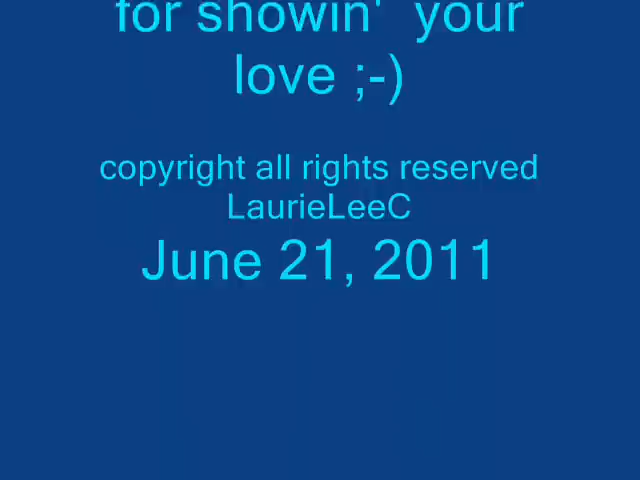 for showin' your
love ;-)
copyright all rights reserved
LaurieLeeC
June 21, 2011